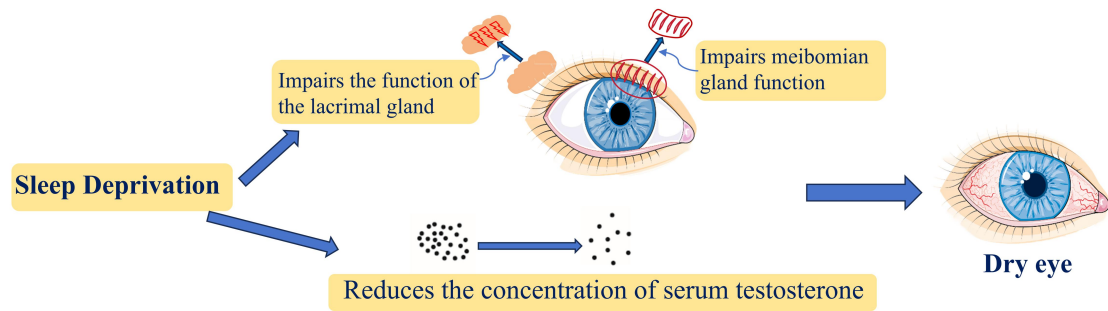 Impairs the function of
the lacrimal gland
Impairs meibomian
gland function
Sleep Deprivation
Dry eye
Reduces the concentration of serum testosterone